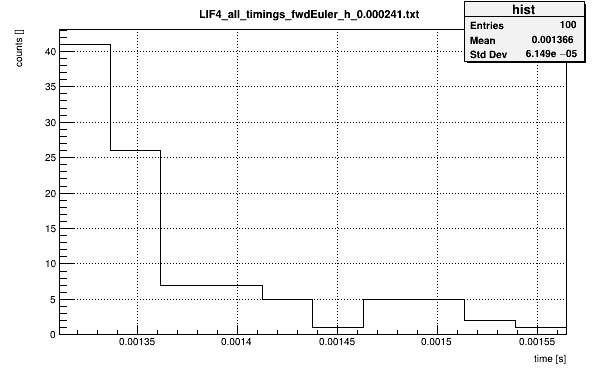 LIF4_all_timings_fwdEuler_h_0.000241.txt
hist
Entries 100
Mean 0.001366
Std Dev 6.149e −05
counts []
40
35
30
25
20
15
10
5
0
0.00135 0.0014 0.00145 0.0015 0.00155
time [s]